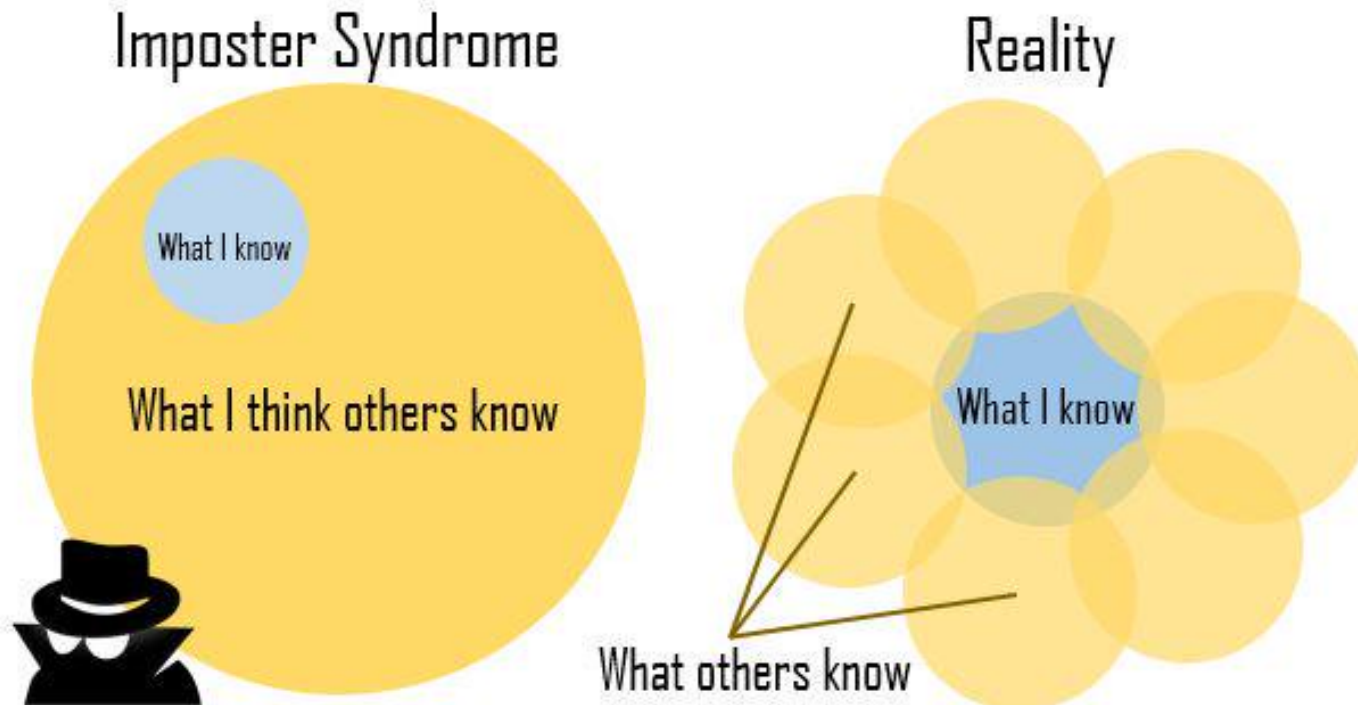 Imposter Syndrome
What I know
What I think others know
Reality
What I know
What others know